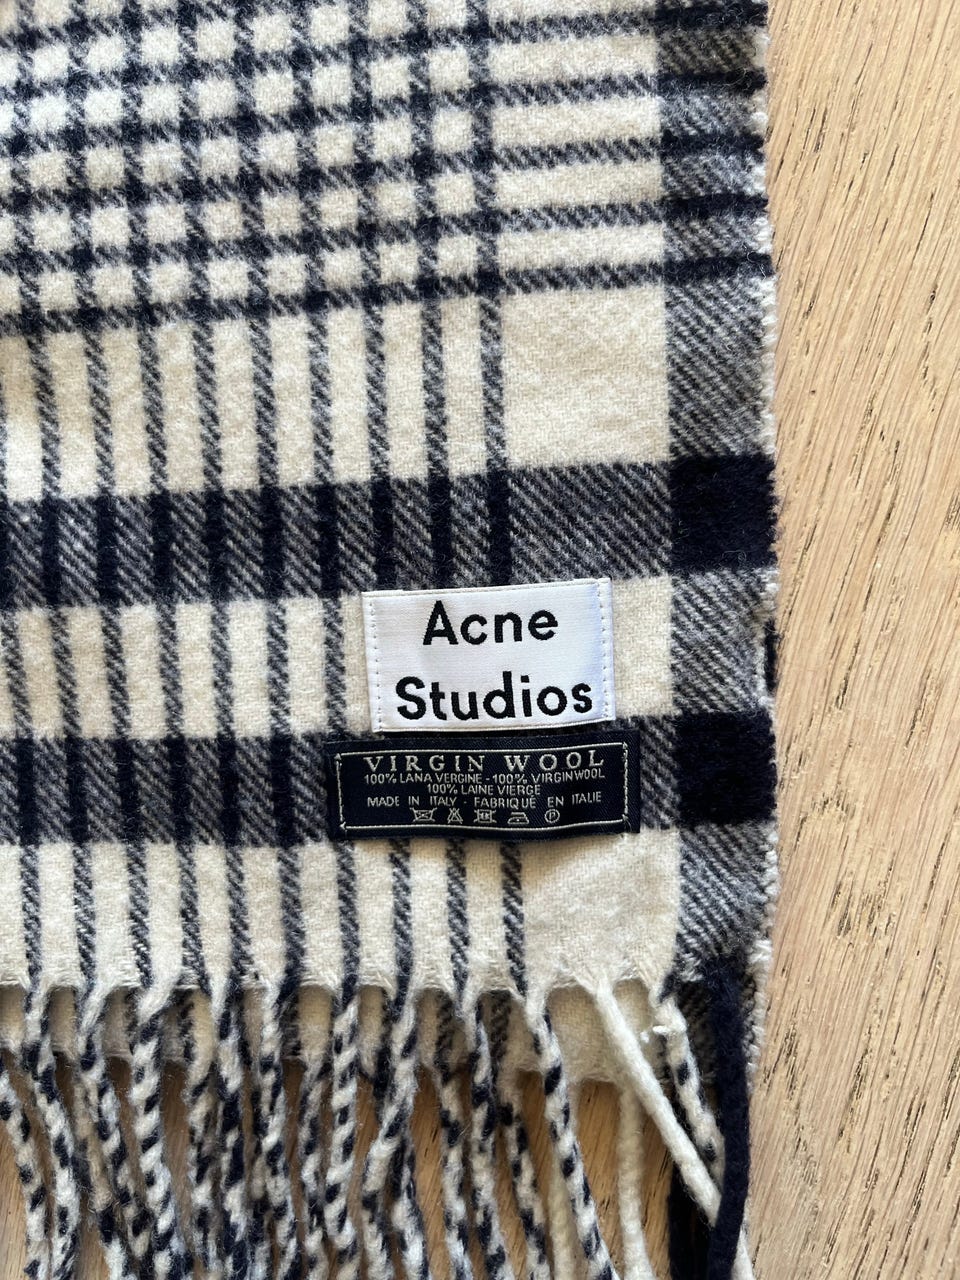 Acne
Studios
VIRGIN WOOL
100% LANA VERGINE - 100% VIRGINWOOL
100% LAINE VIERGE
MADE IN ITALY - FABRIQUÉ EN ITALIE
P